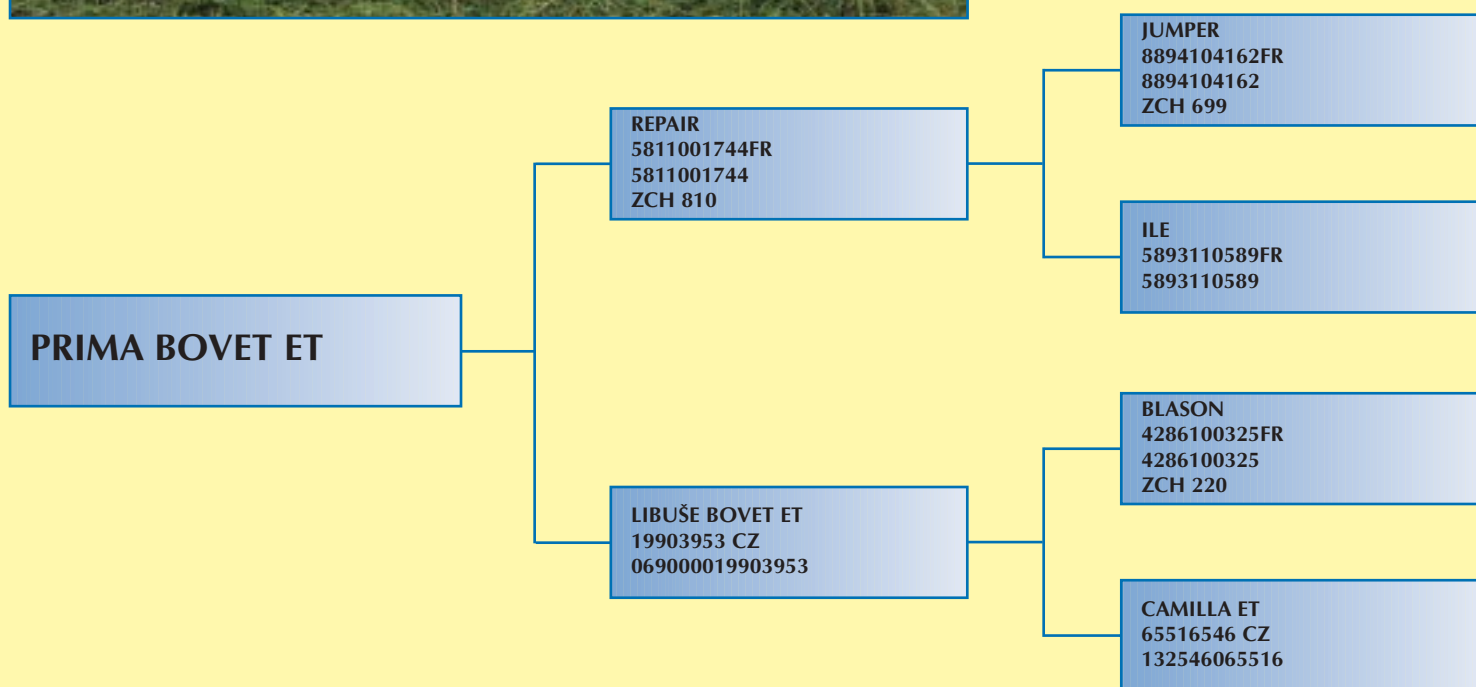 PRIMA BOVET ET
REPAIR
5811001744FR
5811001744
ZCH 810
LIBUŠE BOVET ET
19903953 CZ
069000019903953
JUMPER
8894104162FR
8894104162
ZCH 699
ILE
5893110589FR
5893110589
BLASON
4286100325FR
4286100325
ZCH 220
CAMILLA ET
65516546 CZ
132546065516